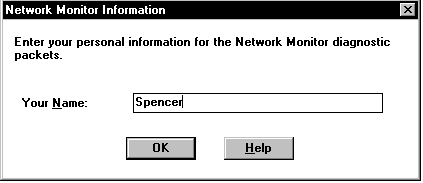 Network Monitor Information
Enter your personal information for the Network Monitor diagnostic
packets.
Your Name: Spencer
OK Help